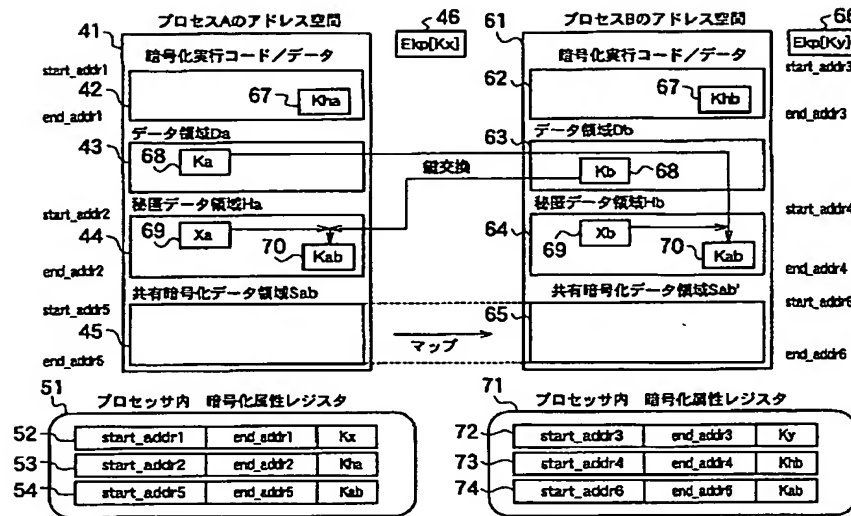 プロセスAのアドレス空間
46
プロセスBのアドレス空間
66
41
Ekp[Kx]
61
Ekp[Ky]
暗号化実行コード/データ
暗号化実行コード/データ
start_addr1
start_addr3
42
67
Kha
62
67
Khb
end_addr1
end_addr3
データ領域Da
データ領域Db
43
63
68
Ka
鍵交換
Kb
68
start_addr2
秘匿データ領域Ha
秘匿データ領域Hb
start_addr4
44
69
Xa
70
Kab
64
69
Xb
70
Kab
end_addr2
end_addr4
start_addr5
共有暗号化データ領域Sab
共有暗号化データ領域Sab'
start_addr6
45
65
マップ
end_addr5
end_addr6
51
プロセッサ内 暗号化属性レジスタ
71
プロセッサ内 暗号化属性レジスタ
52 start_addr1 end_addr1 Kx
72 start_addr3 end_addr3 Ky
53 start_addr2 end_addr2 Kha
73 start_addr4 end_addr4 Khb
54 start_addr5 end_addr5 Kab
74 start_addr6 end_addr6 Kab